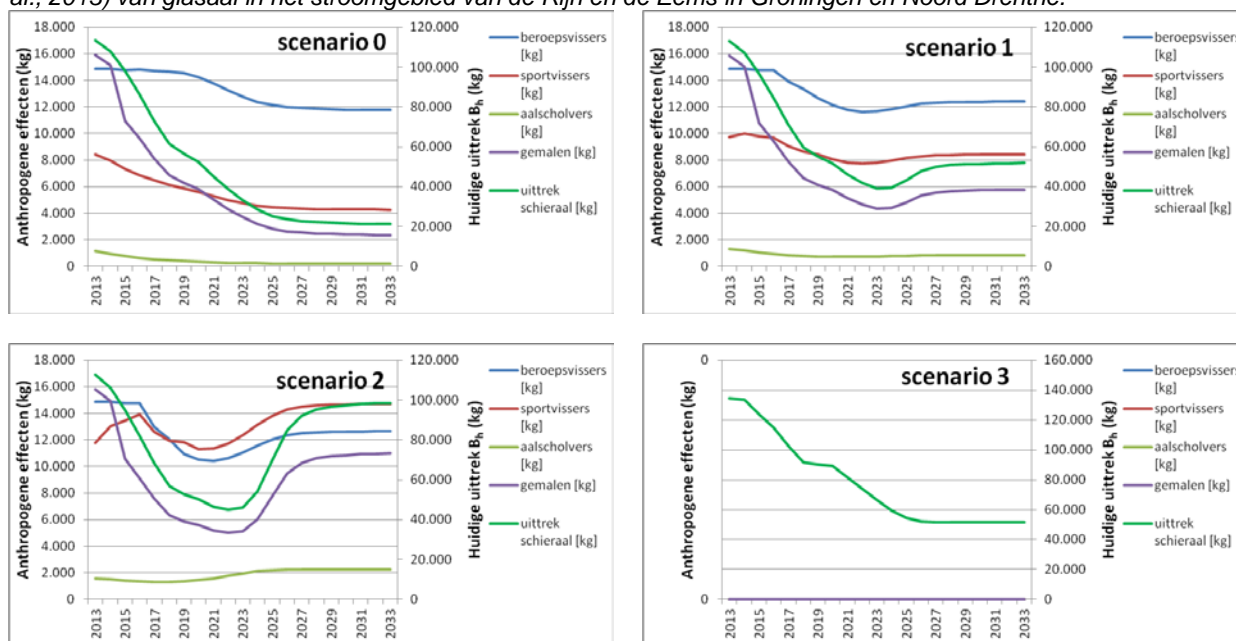 al., 2013) van glasaal in het stroomgebied van de Rijn en de Eems in Groningen en Noord Drenthe.
scenario 0
Anthropogene effecten (kg)
18.000
16.000
14.000
12.000
10.000
8.000
6.000
4.000
2.000
0
2013
2015
2017
2019
2021
2023
2025
2027
2029
2031
2033
120.000
100.000
80.000
60.000
40.000
20.000
0
Huidige uittrek Bh (kg)
beroepsvissers
[kg]
sportvissers
[kg]
aalscholvers
[kg]
gemalen [kg]
uittrek
schieraal [kg]
scenario 1
Anthropogene effecten (kg)
18.000
16.000
14.000
12.000
10.000
8.000
6.000
4.000
2.000
0
2013
2015
2017
2019
2021
2023
2025
2027
2029
2031
2033
120.000
100.000
80.000
60.000
40.000
20.000
0
Huidige uittrek Bh (kg)
beroepsvissers
[kg]
sportvissers
[kg]
aalscholvers
[kg]
gemalen [kg]
uittrek
schieraal [kg]
scenario 2
Anthropogene effecten (kg)
18.000
16.000
14.000
12.000
10.000
8.000
6.000
4.000
2.000
0
2013
2015
2017
2019
2021
2023
2025
2027
2029
2031
2033
120.000
100.000
80.000
60.000
40.000
20.000
0
Huidige uittrek Bh (kg)
beroepsvissers
[kg]
sportvissers
[kg]
aalscholvers
[kg]
gemalen [kg]
uittrek
schieraal [kg]
scenario 3
Anthropogene effecten (kg)
0
0
2013
2015
2017
2019
2021
2023
2025
2027
2029
2031
2033
160.000
140.000
120.000
100.000
80.000
60.000
40.000
20.000
0
Huidige uittrek Bh (kg)
beroepsvissers
[kg]
sportvissers
[kg]
aalscholvers
[kg]
gemalen [kg]
uittrek
schieraal [kg]